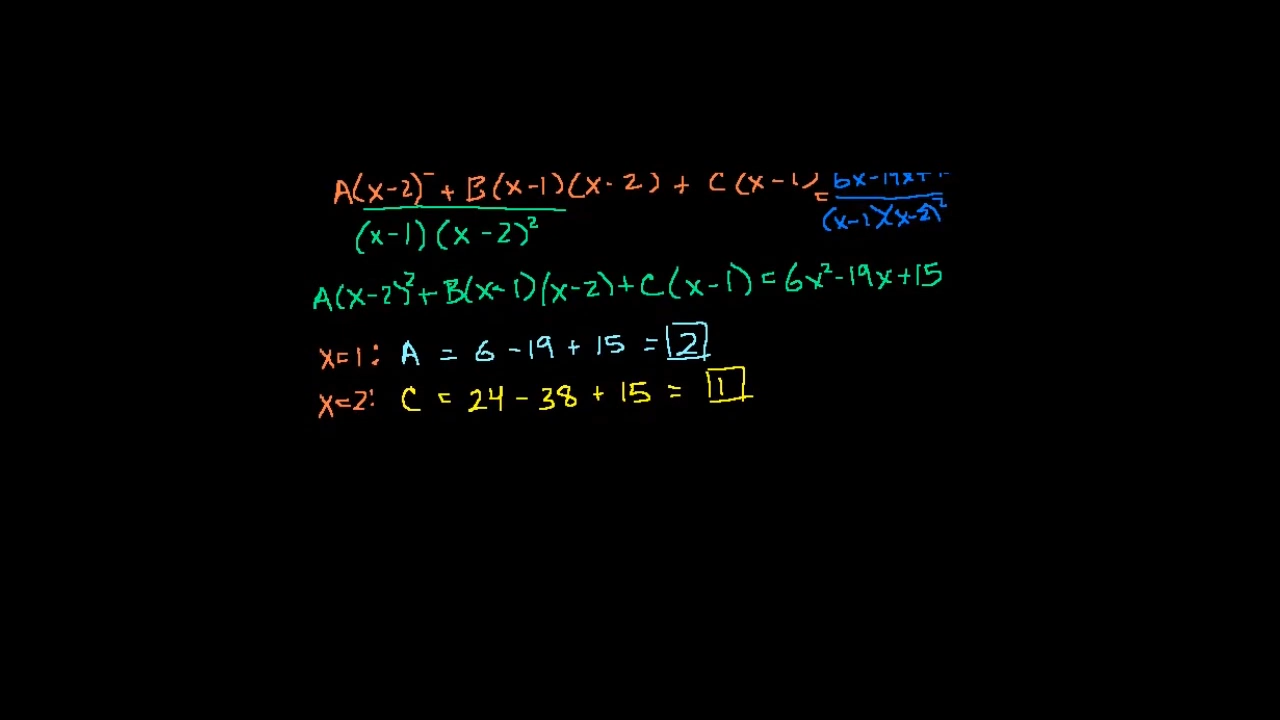 A(x-2) + B(x-1)(x-2) + C(x-1) =
(x-1)(x-2)² (x-1)(x-2)²
A(x-2)² + B(x-1)(x-2) + C(x-1) = 6x²-19x+15
x=1: A = 6 - 19 + 15 = 2
x=2: C = 24 - 38 + 15 = 1